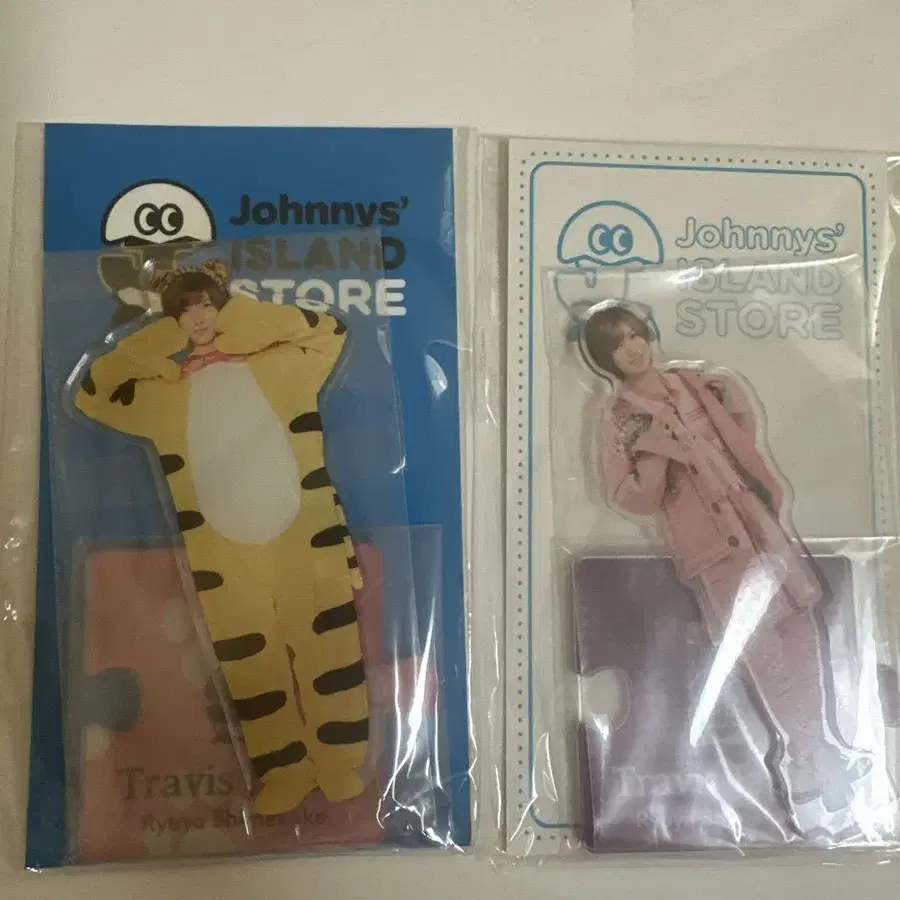 Johnnys'
ISLAND
STORE
Travis
Ryuya Shimekake
Johnnys'
ISLAND
STORE
Travis